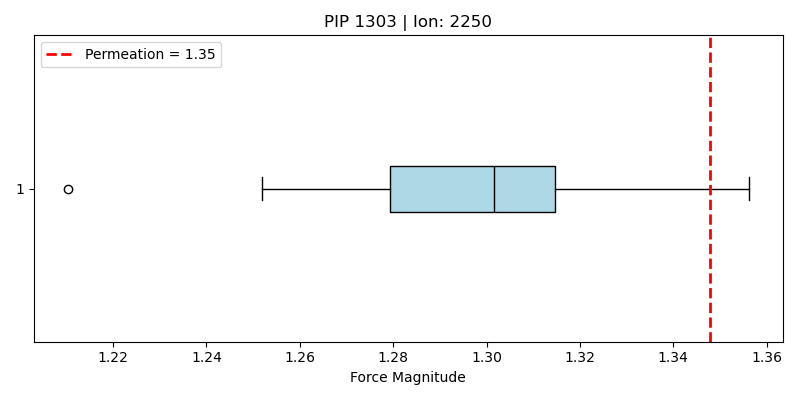 PIP 1303 | Ion: 2250
Permeation = 1.35
1
1.22 1.24 1.26 1.28 1.30 1.32 1.34 1.36
Force Magnitude